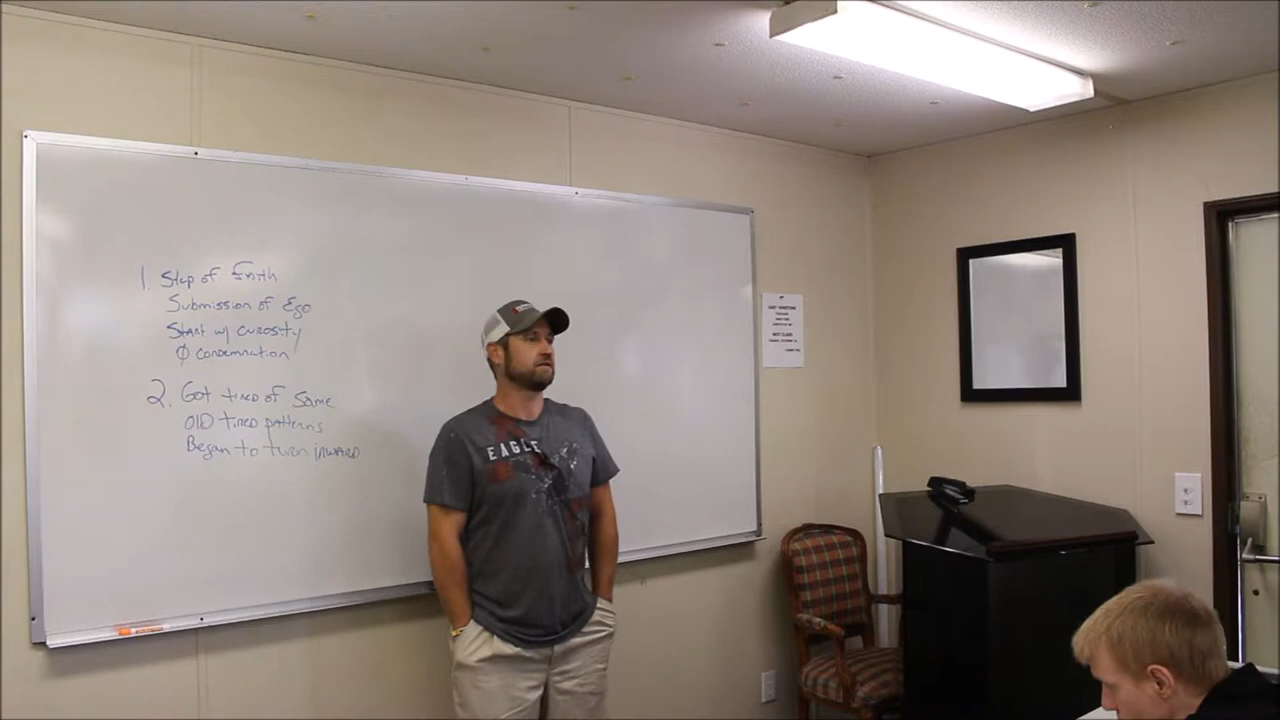 1. Step of Faith
Submission of Ego
Start w/ curosity
Ø condemnation
2. Got tired of Same
Old tired patterns
Began to turn inward
EAGLE